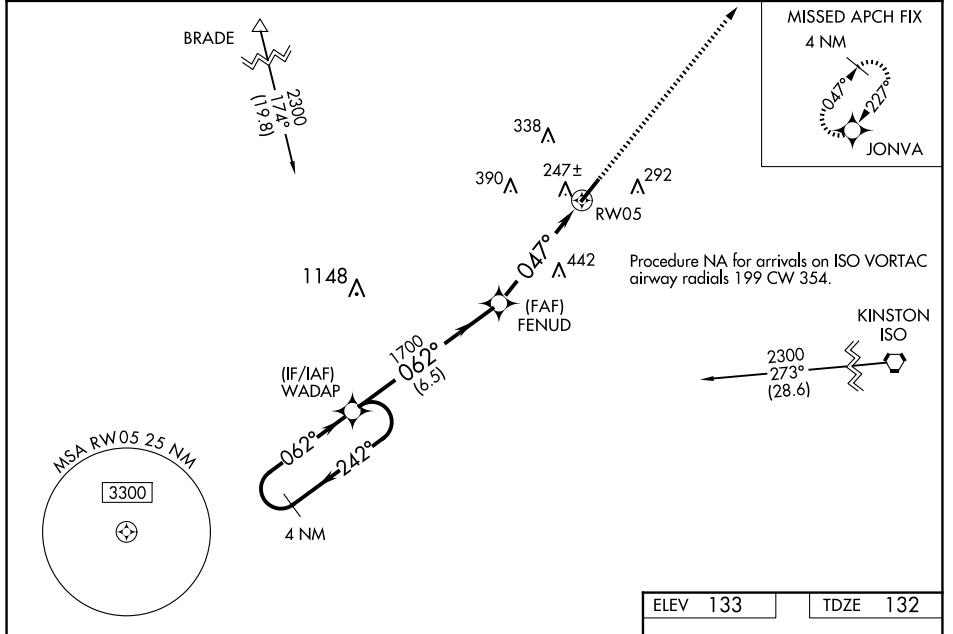 BRADE
2300
174°
(19.8)
MISSED APCH FIX
4 NM
047°
227°
JONVA
338
390
247±
292
RW05
047°
442
Procedure NA for arrivals on ISO VORTAC
airway radials 199 CW 354.
1148
(FAF)
FENUD
KINSTON
ISO
2300
273°
(28.6)
1700
062°
(6.5)
(IF/IAF)
WADAP
062°
242°
4 NM
MSA RW05 25 NM
3300
ELEV 133
TDZE 132